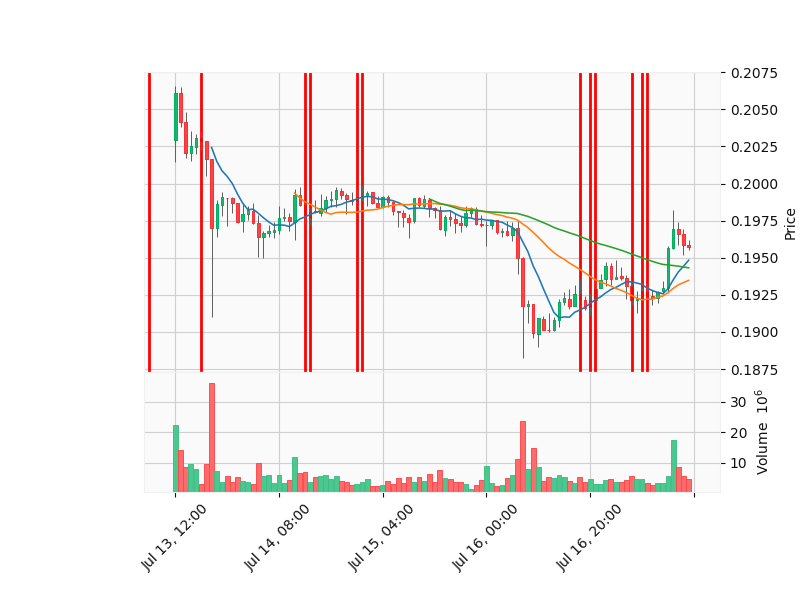 0.2075
0.2050
0.2025
0.2000
0.1975
0.1950
0.1925
0.1900
0.1875
Price
30
20
10
Volume 10⁶
Jul 13, 12:00
Jul 14, 08:00
Jul 15, 04:00
Jul 16, 00:00
Jul 16, 20:00